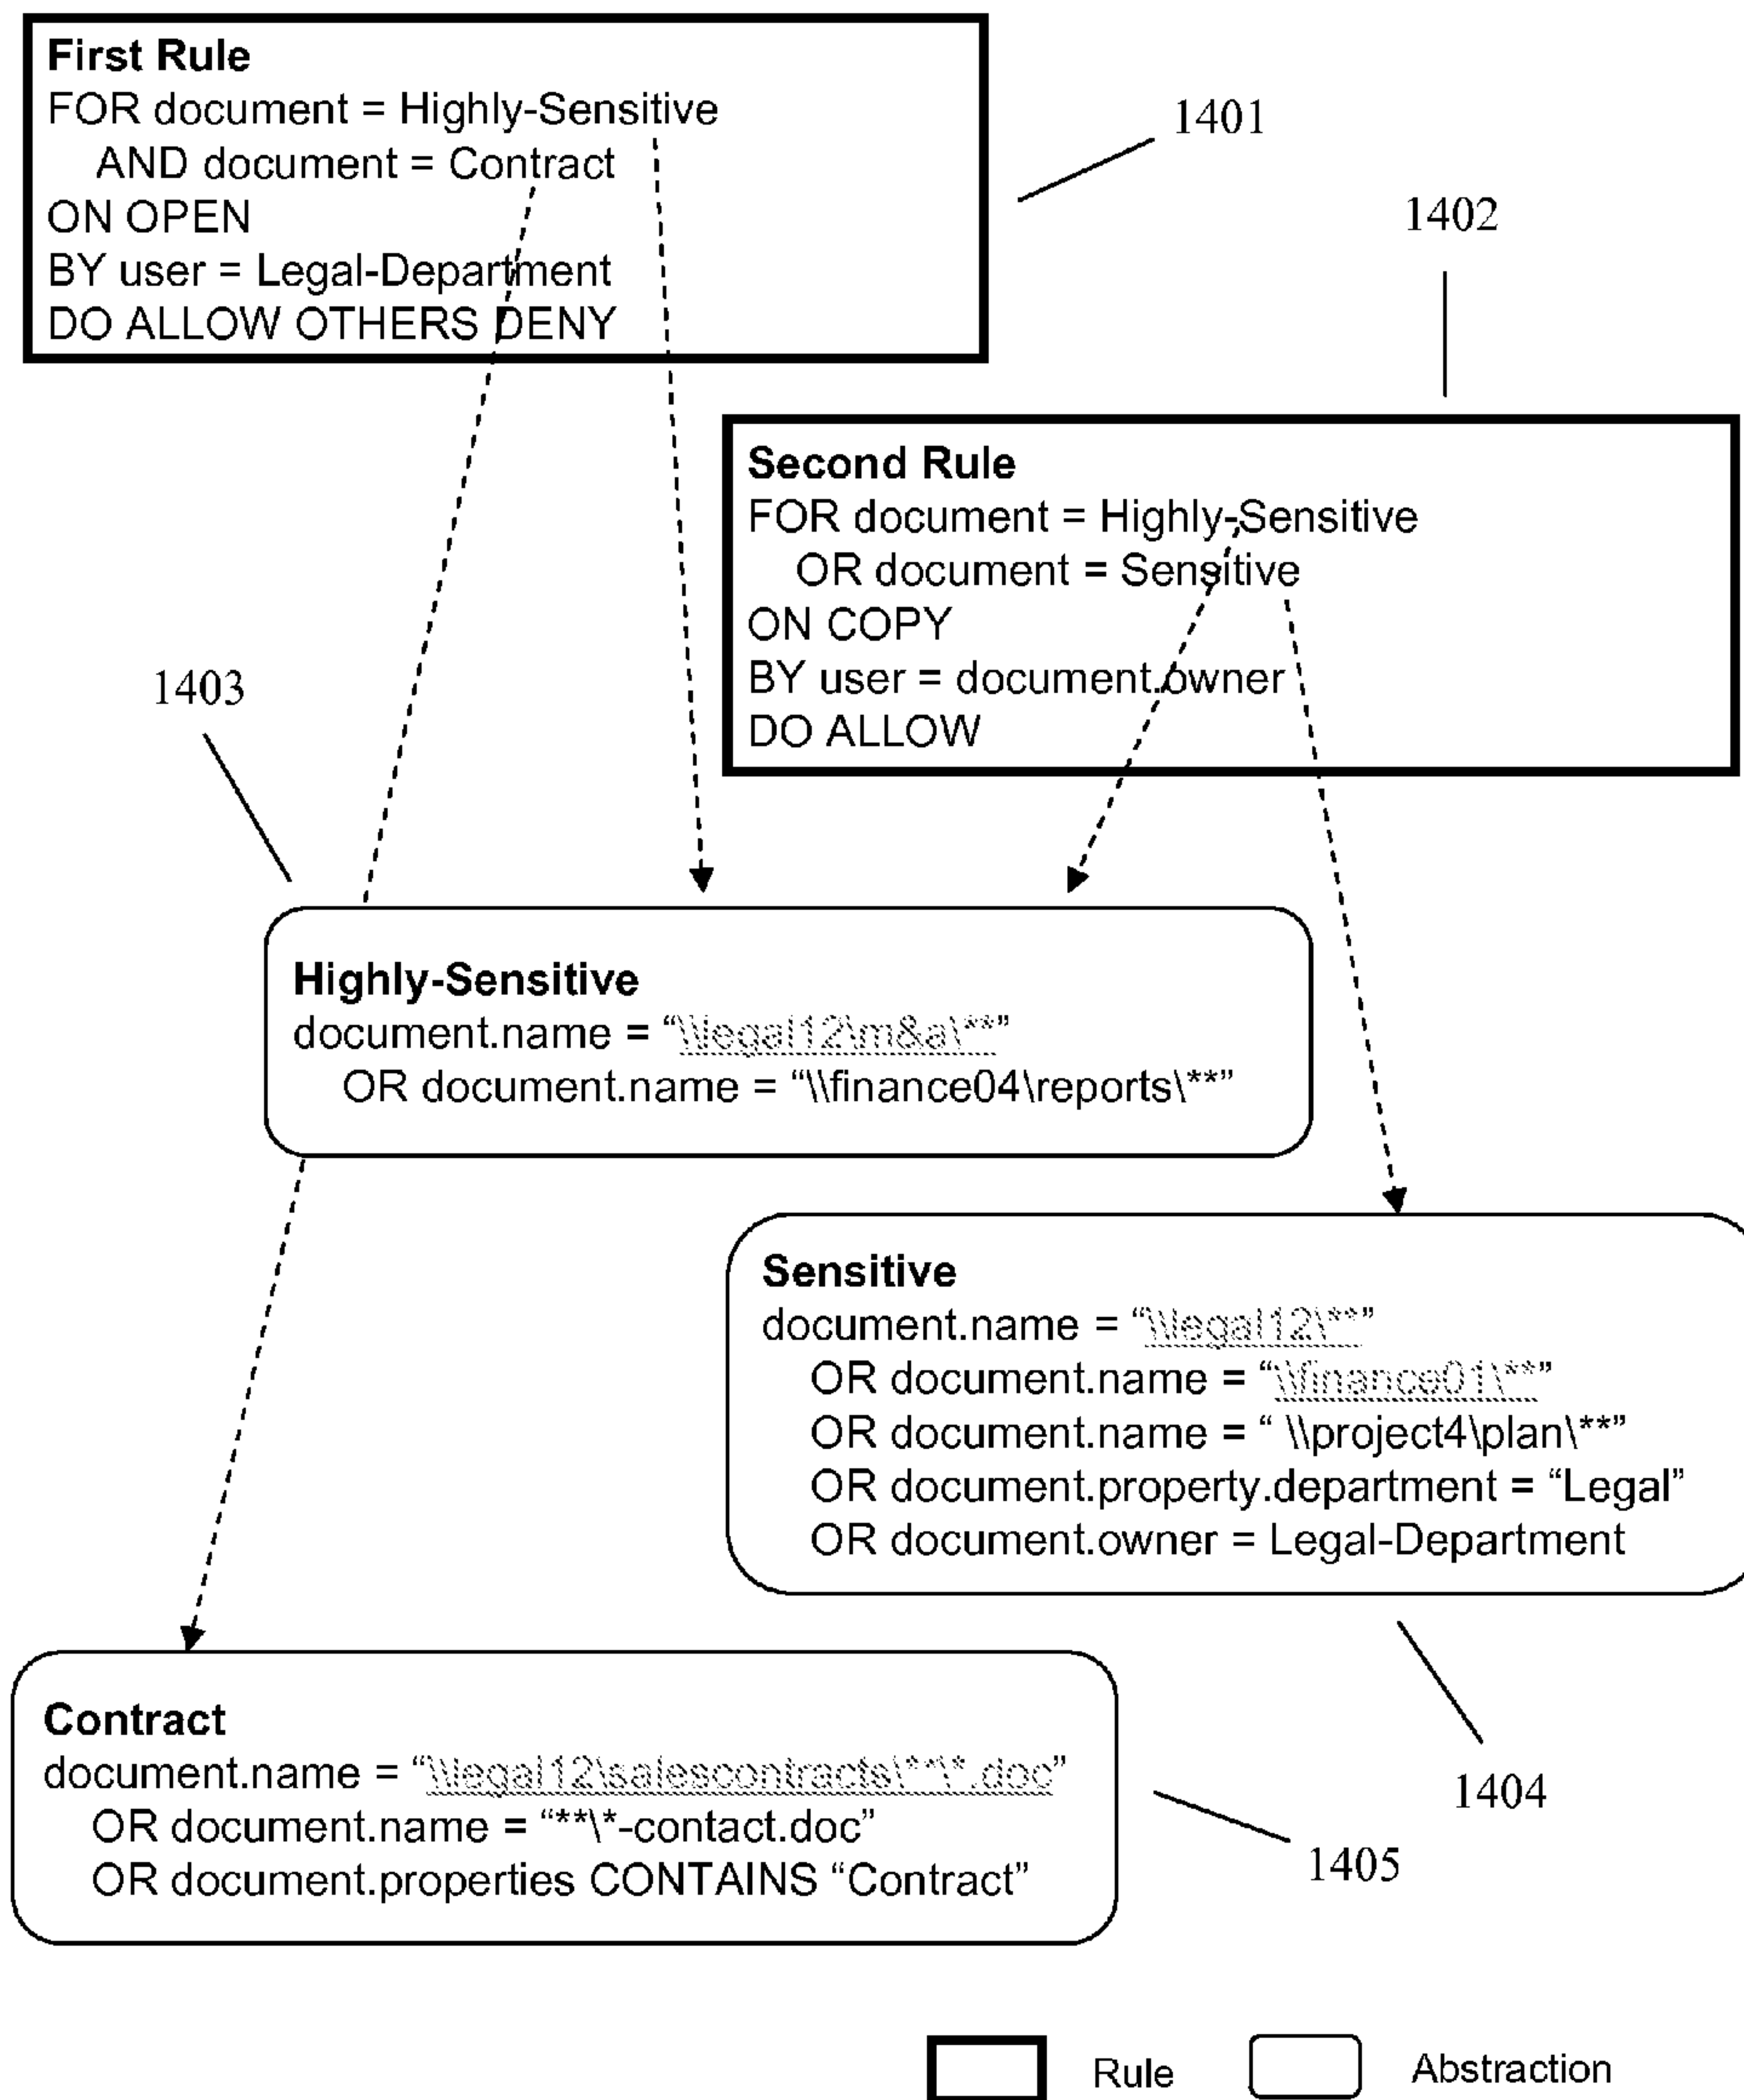 First Rule
FOR document = Highly-Sensitive
AND document = Contract
ON OPEN
BY user = Legal-Department
DO ALLOW OTHERS DENY
1401
1402
Second Rule
FOR document = Highly-Sensitive
OR document = Sensitive
ON COPY
BY user = document.owner
DO ALLOW
1403
Highly-Sensitive
document.name = “\\legal12\m&a\**”
OR document.name = “\\finance04\reports\**”
Sensitive
document.name = “\\legal12\**”
OR document.name = “\\finance01\**”
OR document.name = “ \\project4\plan\**”
OR document.property.department = “Legal”
OR document.owner = Legal-Department
1404
Contract
document.name = “\\legal12\salescontracts\**\*.doc”
OR document.name = “**\*-contact.doc”
OR document.properties CONTAINS “Contract”
1405
Rule
Abstraction